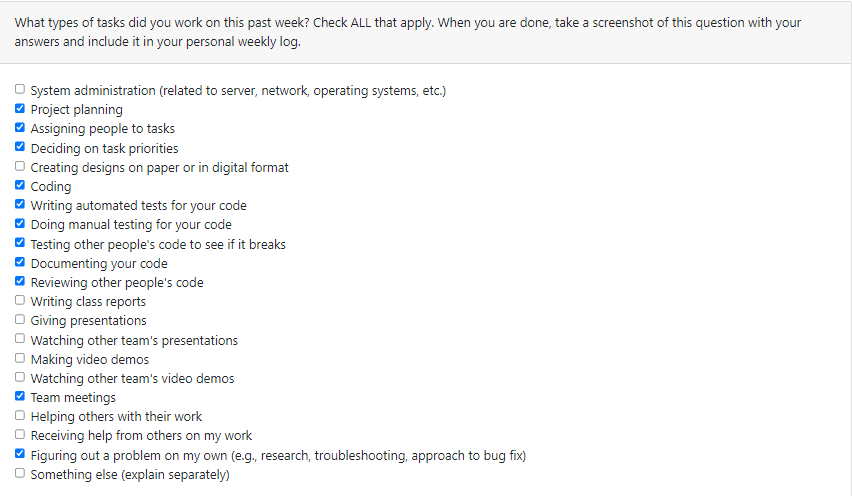 What types of tasks did you work on this past week? Check ALL that apply. When you are done, take a screenshot of this question with your
answers and include it in your personal weekly log.
System administration (related to server, network, operating systems, etc.)
Project planning
Assigning people to tasks
Deciding on task priorities
Creating designs on paper or in digital format
Coding
Writing automated tests for your code
Doing manual testing for your code
Testing other people's code to see if it breaks
Documenting your code
Reviewing other people's code
Writing class reports
Giving presentations
Watching other team's presentations
Making video demos
Watching other team's video demos
Team meetings
Helping others with their work
Receiving help from others on my work
Figuring out a problem on my own (e.g., research, troubleshooting, approach to bug fix)
Something else (explain separately)